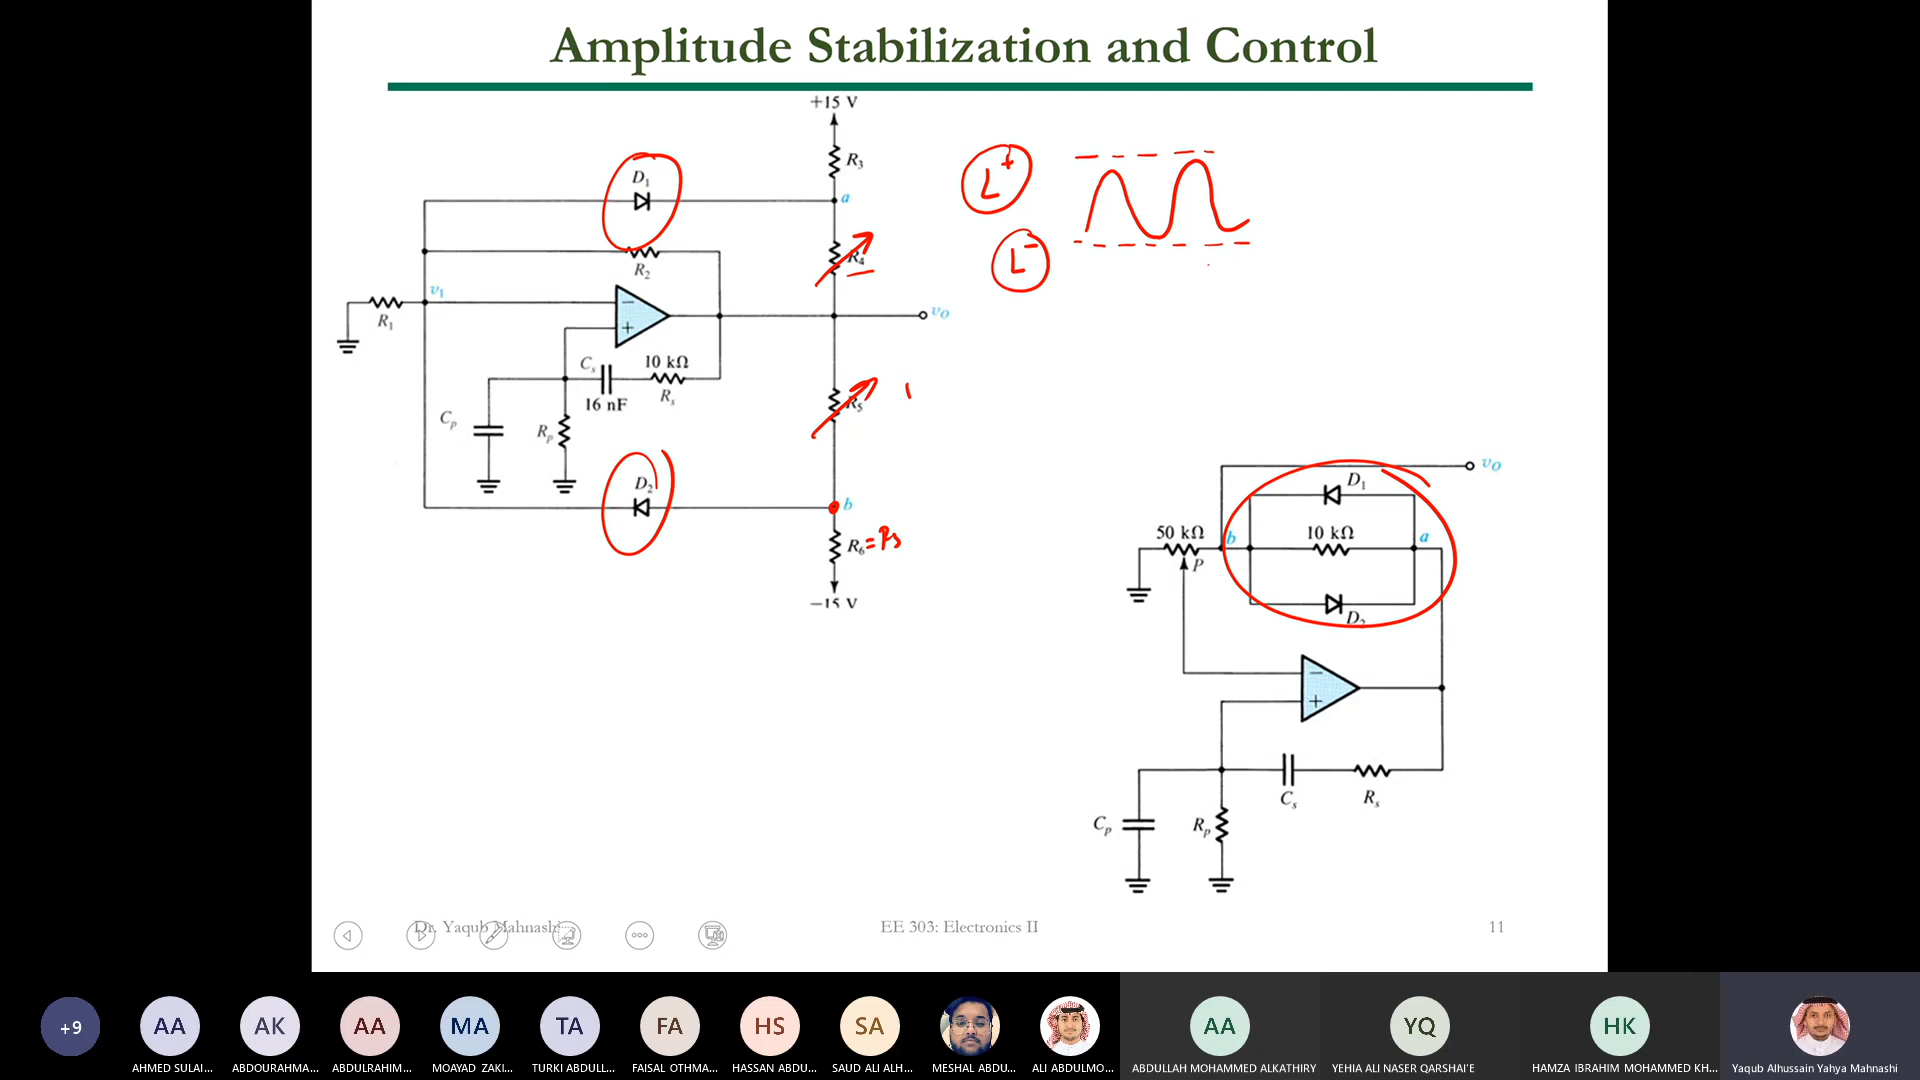 Amplitude Stabilization and Control
+15 V
R3
D1
a
R4
R2
v1
R1
−
+
vO
Cs
10 kΩ
16 nF
Rs
R5
Cp
Rp
D2
b
R6
−15 V
L+
L−
vO
D1
50 kΩ
b
10 kΩ
a
P
D2
−
+
Cs
Rs
Cp
Rp
Dr. Yaqub Mahnashi
EE 303: Electronics II
11
+9
AA
AK
AA
MA
TA
FA
HS
SA
AA
YQ
HK
AHMED SULAI...
ABDOURAHMA...
ABDULRAHIM...
MOAYAD ZAKI...
TURKI ABDULL...
FAISAL OTHMA...
HASSAN ABDU...
SAUD ALI ALH...
MESHAL ABDU...
ALI ABDULMO...
ABDULLAH MOHAMMED ALKATHIRY
YEHIA ALI NASER QARSHAI'E
HAMZA IBRAHIM MOHAMMED KH...
Yaqub Alhussain Yahya Mahnashi